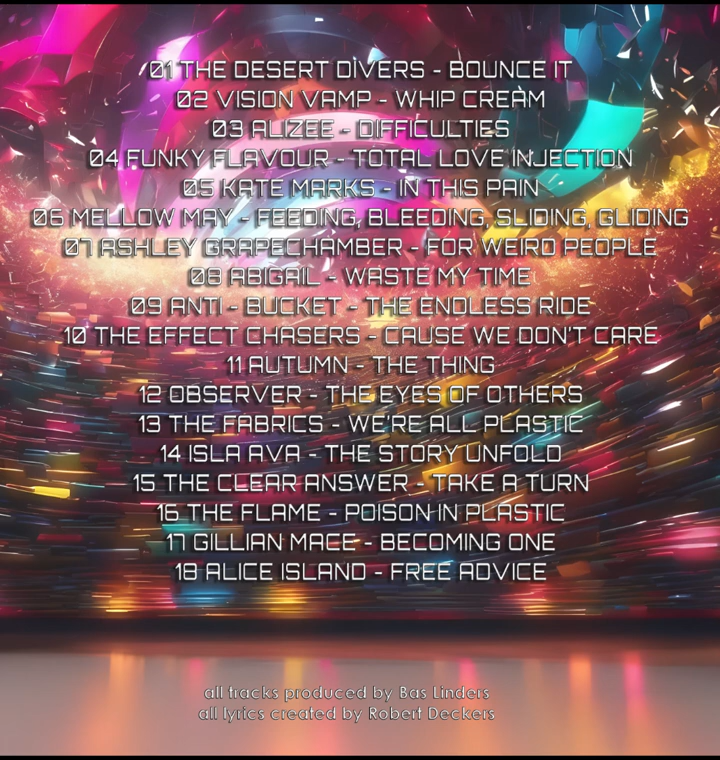 01 THE DESERT DIVERS - BOUNCE IT
02 VISION VAMP - WHIP CREAM
03 ALIZEE - DIFFICULTIES
04 FUNKY FLAVOUR - TOTAL LOVE INJECTION
05 KATE MARKS - IN THIS PAIN
06 MELLOW MAY - FEEDING, BLEEDING, SLIDING, GLIDING
07 ASHLEY GRAPECHAMBER - FOR WEIRD PEOPLE
08 ABIGAIL - WASTE MY TIME
09 ANTI - BUCKET - THE ENDLESS RIDE
10 THE EFFECT CHASERS - CAUSE WE DON'T CARE
11 AUTUMN - THE THING
12 OBSERVER - THE EYES OF OTHERS
13 THE FABRICS - WE'RE ALL PLASTIC
14 ISLA AVA - THE STORY UNFOLD
15 THE CLEAR ANSWER - TAKE A TURN
16 THE FLAME - POISON IN PLASTIC
17 GILLIAN MACE - BECOMING ONE
18 ALICE ISLAND - FREE ADVICE
all tracks produced by Bas Linders
all lyrics created by Robert Deckers